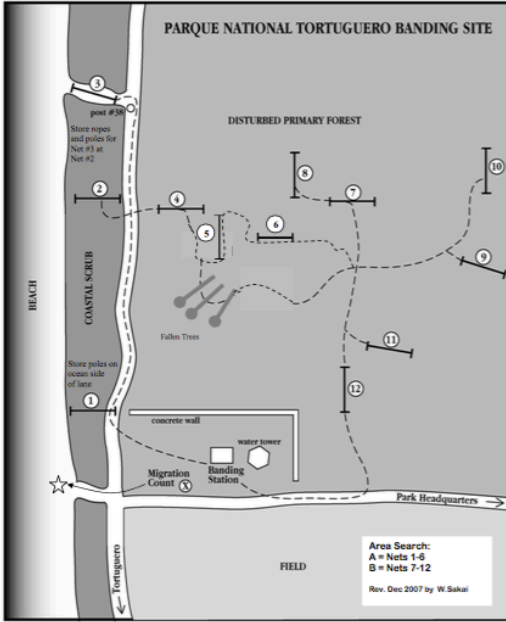 PARQUE NATIONAL TORTUGUERO BANDING SITE
3
post #38
DISTURBED PRIMARY FOREST
Store ropes
and poles for
Net #3 at
Net #2
8
10
2
4
7
5
6
9
BEACH
COASTAL SCRUB
Fallen Trees
11
Store poles on
ocean side
of lane
12
1
concrete wall
water tower
Banding
Station
Migration
Count X
Park Headquarters
Tortuguero
FIELD
Area Search:
A = Nets 1-6
B = Nets 7-12
Rev. Dec 2007 by W.Sakai